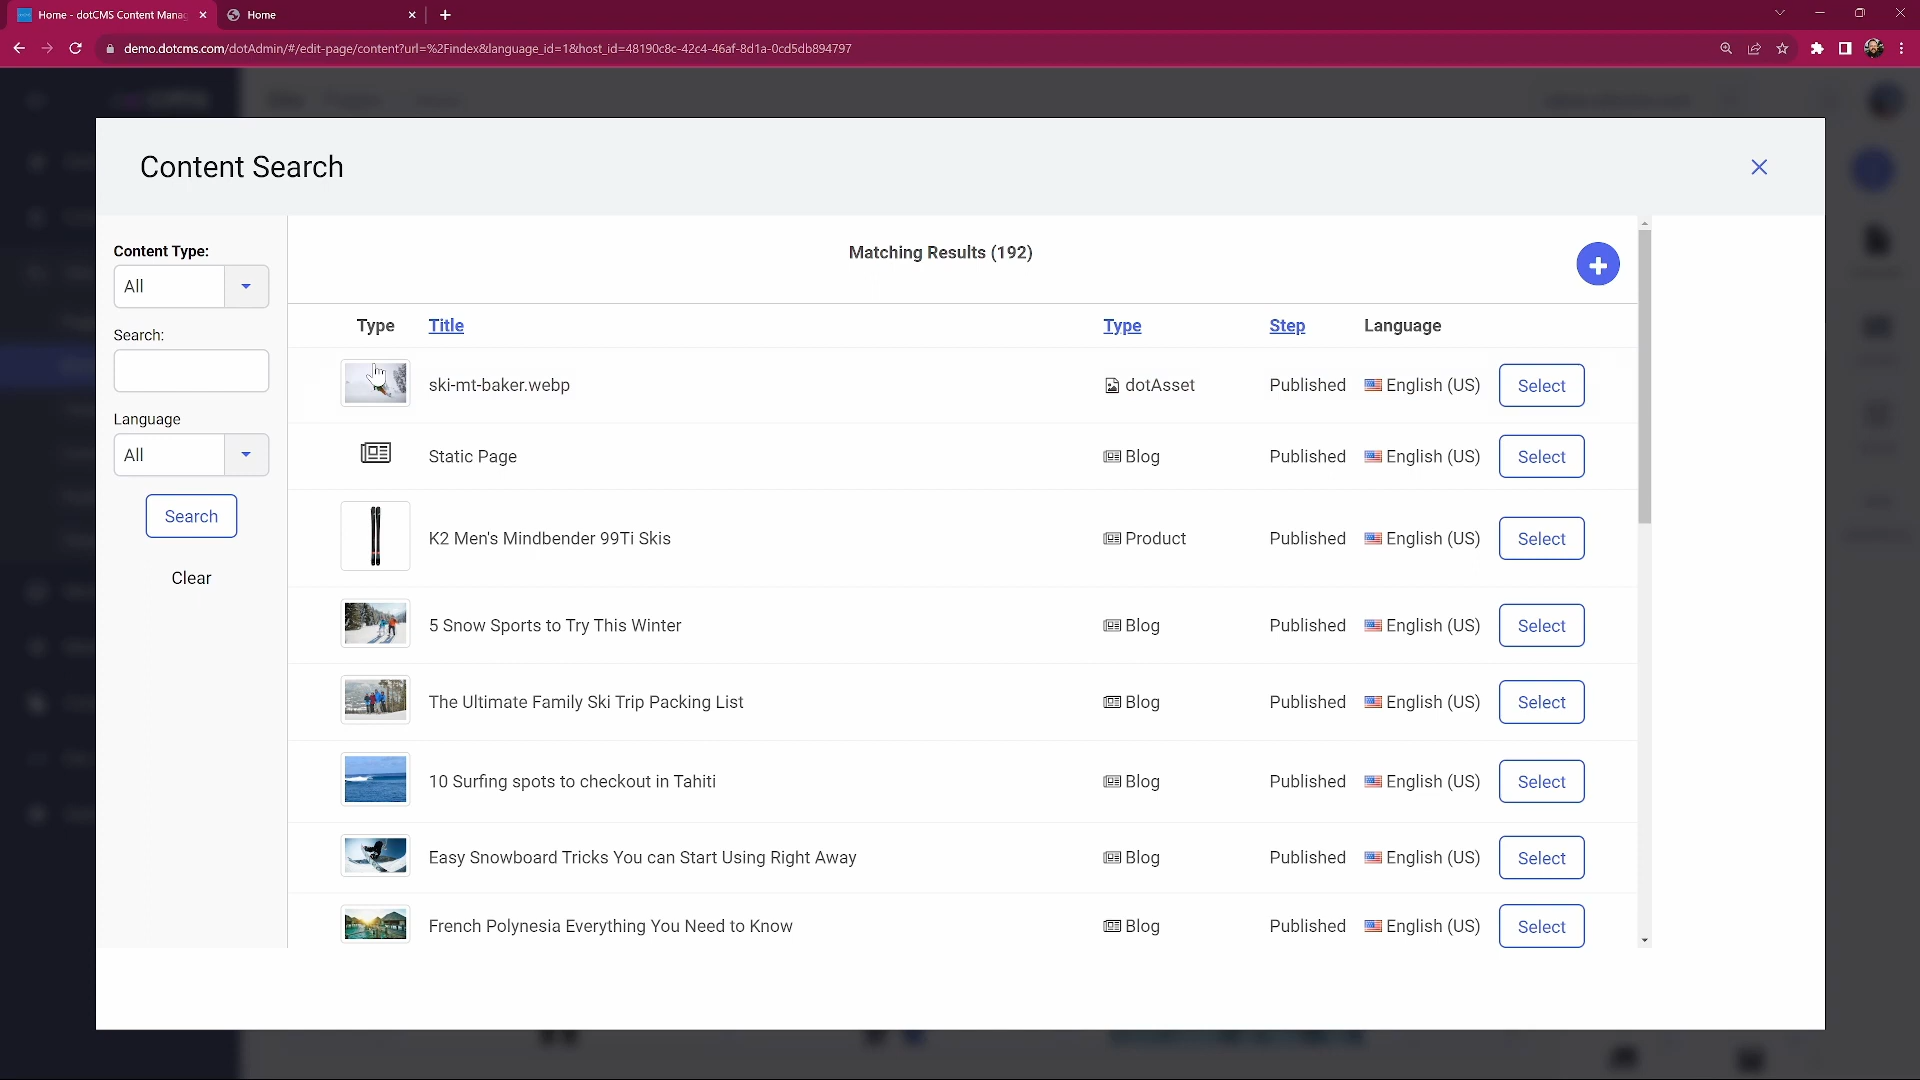 Home - dotCMS Content Manag
Home
demo.dotcms.com/dotAdmin/#/edit-page/content?url=%2Findex&language_id=1&host_id=48190c8c-42c4-46af-8d1a-0cd5db894797
Content Search
Content Type:
All
Search:
Language
All
Search
Clear
Matching Results (192)
Type Title Type Step Language
ski-mt-baker.webp dotAsset Published English (US) Select
Static Page Blog Published English (US) Select
K2 Men's Mindbender 99Ti Skis Product Published English (US) Select
5 Snow Sports to Try This Winter Blog Published English (US) Select
The Ultimate Family Ski Trip Packing List Blog Published English (US) Select
10 Surfing spots to checkout in Tahiti Blog Published English (US) Select
Easy Snowboard Tricks You can Start Using Right Away Blog Published English (US) Select
French Polynesia Everything You Need to Know Blog Published English (US) Select